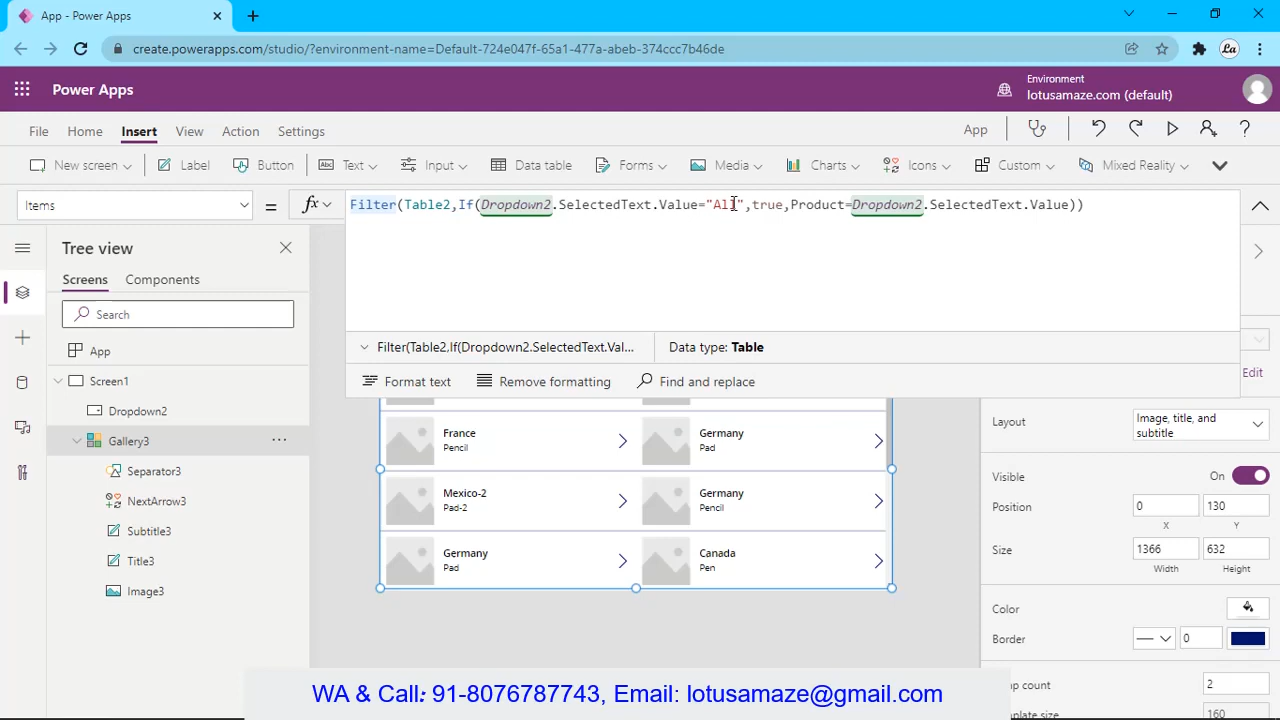 App - Power Apps
create.powerapps.com/studio/?environment-name=Default-724e047f-65a1-477a-abeb-374ccc7b46de
Power Apps
Environment
lotusamaze.com (default)
File Home Insert View Action Settings App
New screen Label Button Text Input Data table Forms Media Charts Icons Custom Mixed Reality
Items = fx Filter(Table2,If(Dropdown2.SelectedText.Value="All",true,Product=Dropdown2.SelectedText.Value))
Tree view
Screens Components
Search
App
Screen1
Dropdown2
Gallery3
Separator3
NextArrow3
Subtitle3
Title3
Image3
Filter(Table2,If(Dropdown2.SelectedText.Val... Data type: Table
Format text Remove formatting Find and replace
France
Pencil
Germany
Pad
Mexico-2
Pad-2
Germany
Pencil
Germany
Pad
Canada
Pen
Edit
Layout Image, title, and subtitle
Visible On
Position 0 130
X Y
Size 1366 632
Width Height
Color
Border 0
2
160
WA & Call: 91-8076787743, Email: lotusamaze@gmail.com